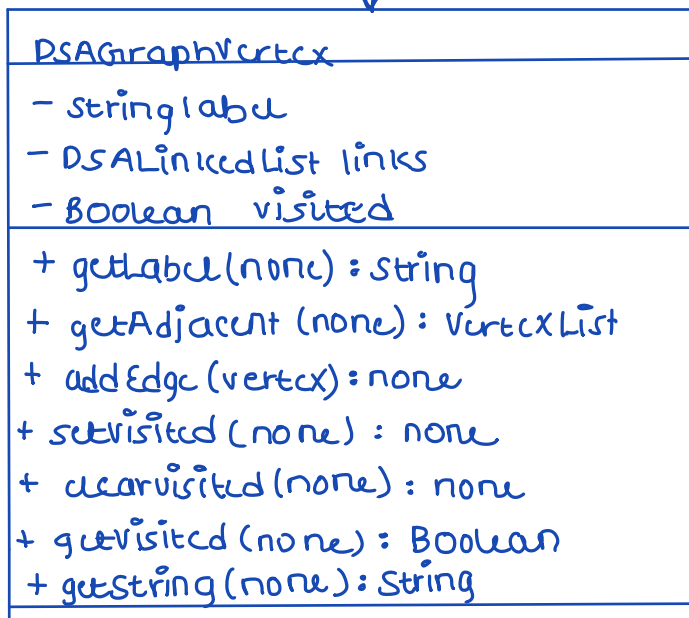 DSAGraphVertex
- String label
- DSALinkedList links
- Boolean visited
+ getLabel(none) : String
+ getAdjacent (none) : VertexList
+ addEdge (vertex) : none
+ setvisited (none) : none
+ clearvisited (none) : none
+ getvisited (none) : Boolean
+ getString (none) : String